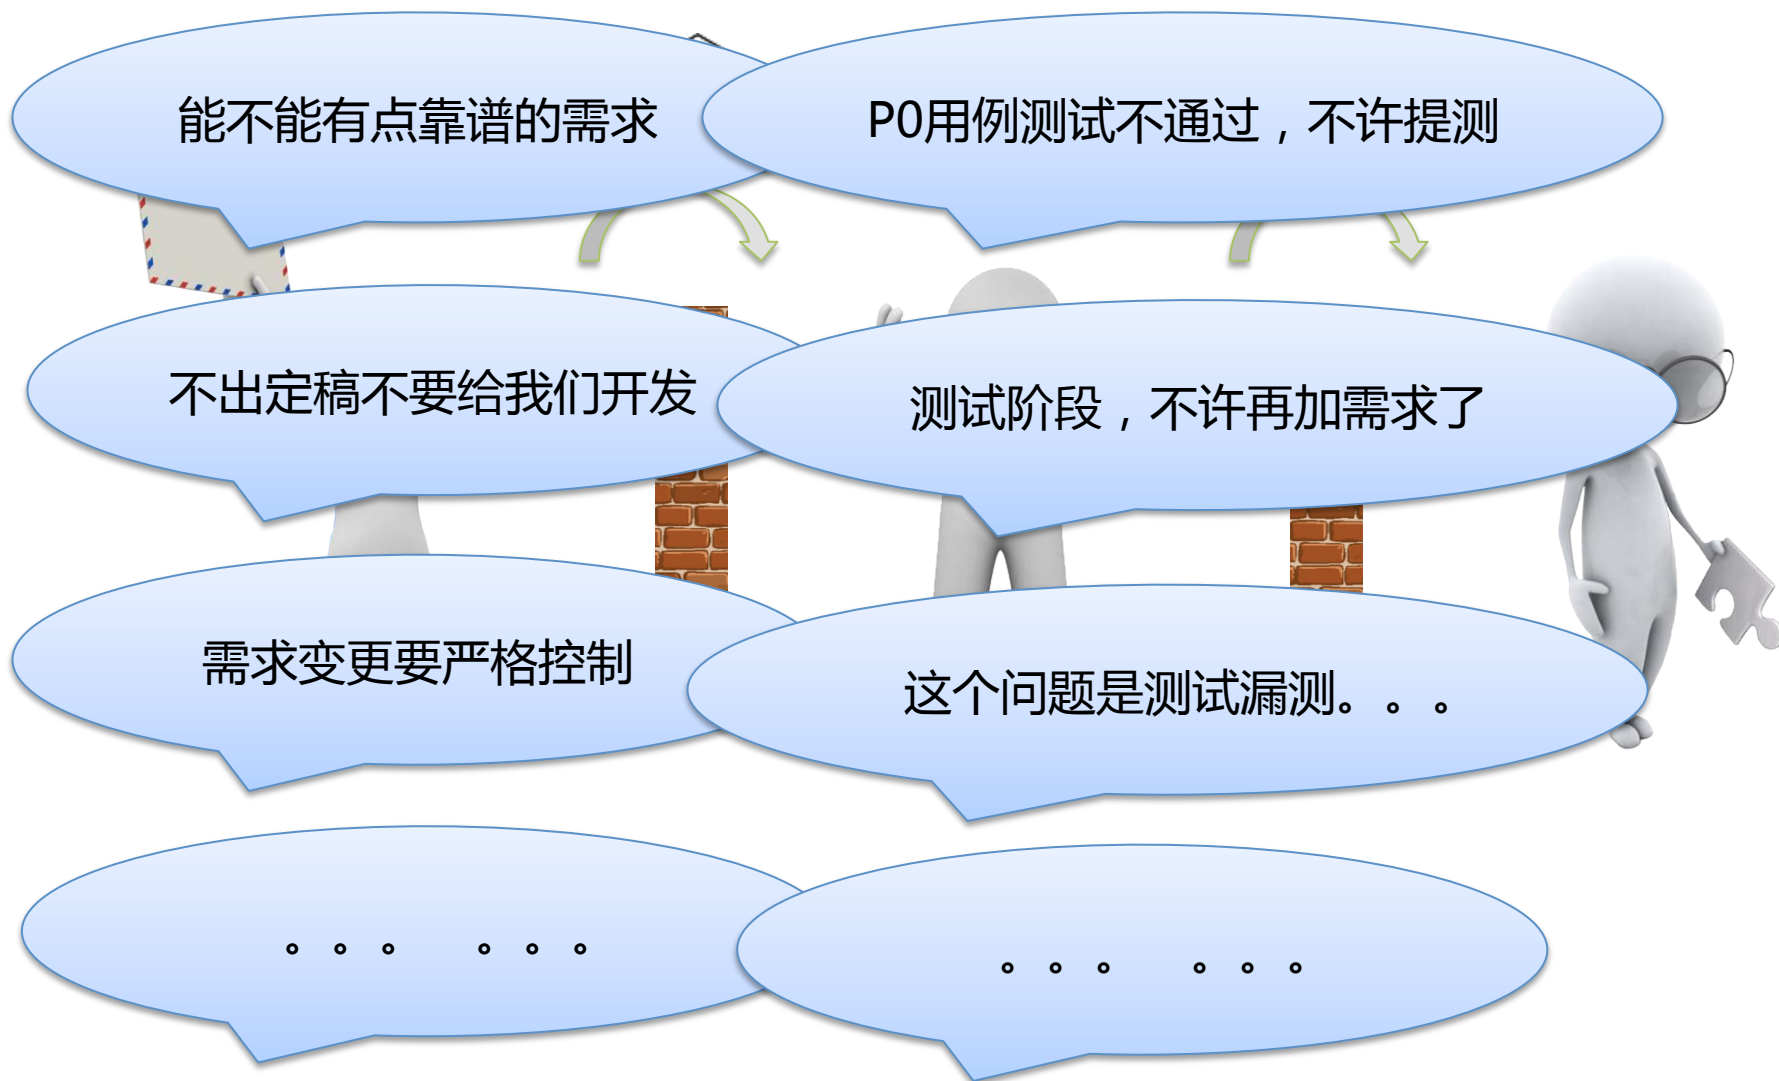 能不能有点靠谱的需求
P0用例测试不通过，不许提测
不出定稿不要给我们开发
测试阶段，不许再加需求了
需求变更要严格控制
这个问题是测试漏测。。。
。。。 。。。
。。。 。。。